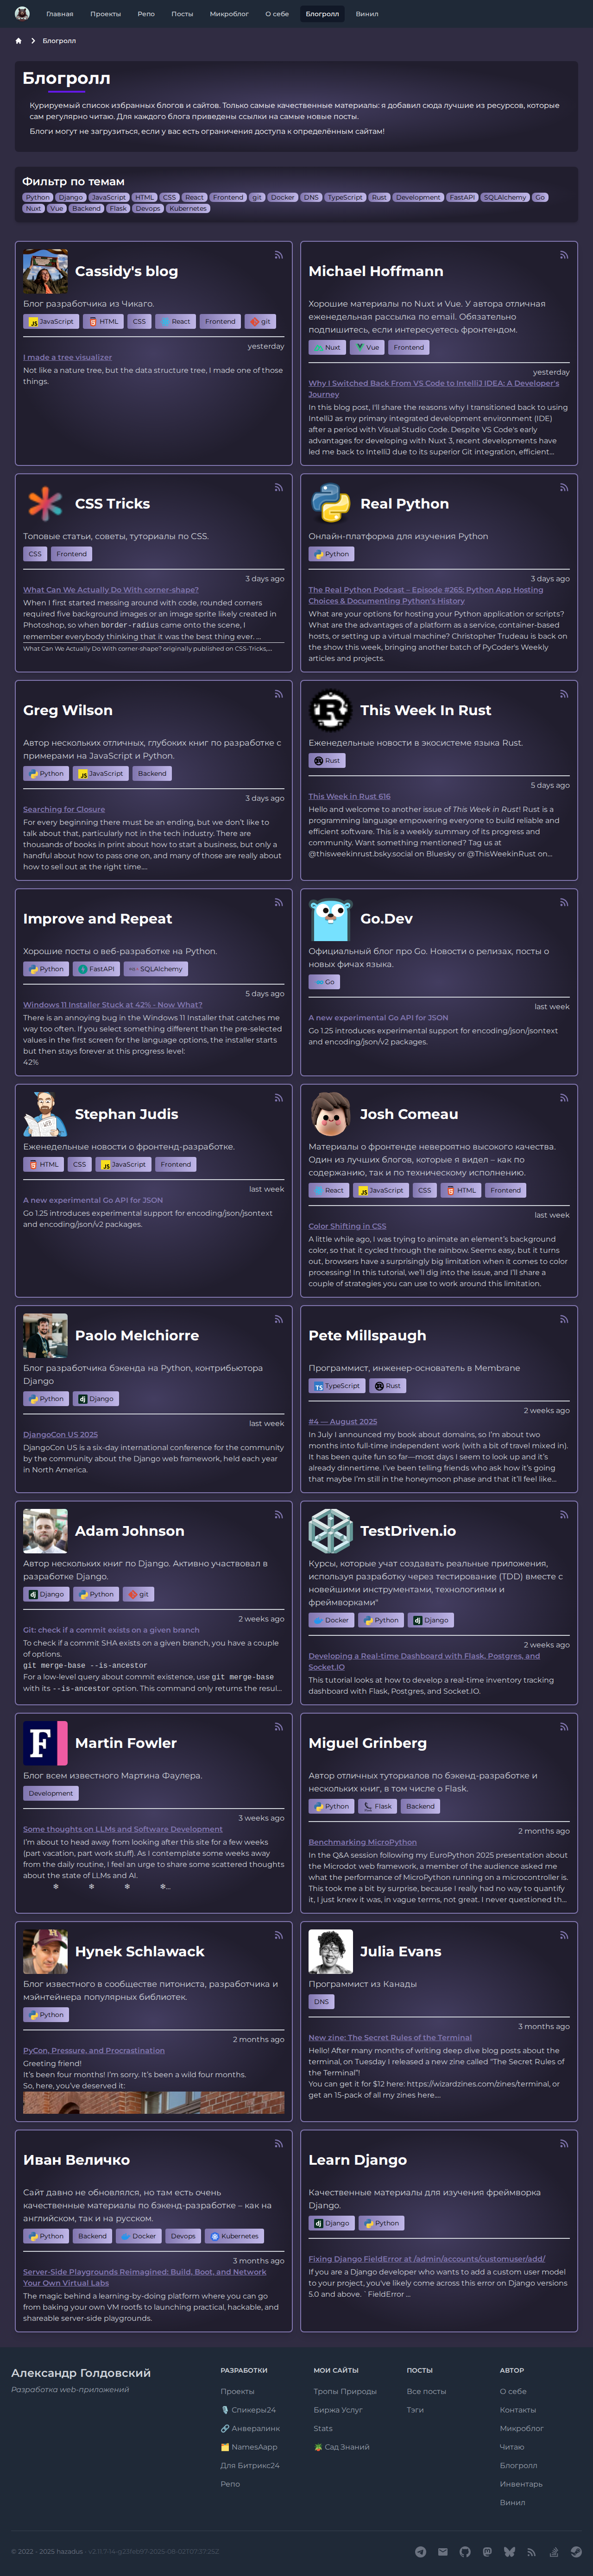 Главная Проекты Репо Посты Микроблог О себе Блогролл Винил
Блогролл
Блогролл
Курируемый список избранных блогов и сайтов. Только самые качественные материалы: я добавил сюда лучшие из ресурсов, которые
сам регулярно читаю. Для каждого блога приведены ссылки на самые новые посты.
Блоги могут не загрузиться, если у вас есть ограничения доступа к определённым сайтам!
Фильтр по темам
Python Django JavaScript HTML CSS React Frontend git Docker DNS TypeScript Rust Development FastAPI SQLAlchemy Go
Nuxt Vue Backend Flask Devops Kubernetes
Cassidy's blog
Блог разработчика из Чикаго.
JavaScript HTML CSS React Frontend git
yesterday
I made a tree visualizer
Not like a nature tree, but the data structure tree, I made one of those
things.
Michael Hoffmann
Хорошие материалы по Nuxt и Vue. У автора отличная
еженедельная рассылка по email. Обязательно
подпишитесь, если интересуетесь фронтендом.
Nuxt Vue Frontend
yesterday
Why I Switched Back From VS Code to IntelliJ IDEA: A Developer's
Journey
In this blog post, I'll share the reasons why I transitioned back to using
IntelliJ as my primary integrated development environment (IDE)
after a period with Visual Studio Code. Despite VS Code's early
advantages for developing with Nuxt 3, recent developments have
led me back to IntelliJ due to its superior Git integration, efficient...
CSS Tricks
Топовые статьи, советы, туториалы по CSS.
CSS Frontend
3 days ago
What Can We Actually Do With corner-shape?
When I first started messing around with code, rounded corners
required five background images or an image sprite likely created in
Photoshop, so when border-radius came onto the scene, I
remember everybody thinking that it was the best thing ever. ...
What Can We Actually Do With corner-shape? originally published on CSS-Tricks,...
Real Python
Онлайн-платформа для изучения Python
Python
3 days ago
The Real Python Podcast – Episode #265: Python App Hosting
Choices & Documenting Python's History
What are your options for hosting your Python application or scripts?
What are the advantages of a platform as a service, container-based
hosts, or setting up a virtual machine? Christopher Trudeau is back on
the show this week, bringing another batch of PyCoder's Weekly
articles and projects.
Greg Wilson
Автор нескольких отличных, глубоких книг по разработке с
примерами на JavaScript и Python.
Python JavaScript Backend
3 days ago
Searching for Closure
For every beginning there must be an ending, but we don't like to
talk about that, particularly not in the tech industry. There are
thousands of books in print about how to start a business, but only a
handful about how to pass one on, and many of those are really about
how to sell out at the right time....
This Week In Rust
Еженедельные новости в экосистеме языка Rust.
Rust
5 days ago
This Week in Rust 616
Hello and welcome to another issue of This Week in Rust! Rust is a
programming language empowering everyone to build reliable and
efficient software. This is a weekly summary of its progress and
community. Want something mentioned? Tag us at
@thisweekinrust.bsky.social on Bluesky or @ThisWeekinRust on...
Improve and Repeat
Хорошие посты о веб-разработке на Python.
Python FastAPI SQLAlchemy
5 days ago
Windows 11 Installer Stuck at 42% - Now What?
There is an annoying bug in the Windows 11 Installer that catches me
way too often. If you select something different than the pre-selected
values in the first screen for the language options, the installer starts
but then stays forever at this progress level:
42%
Go.Dev
Официальный блог про Go. Новости о релизах, посты о
новых фичах языка.
Go
last week
A new experimental Go API for JSON
Go 1.25 introduces experimental support for encoding/json/jsontext
and encoding/json/v2 packages.
Stephan Judis
Еженедельные новости о фронтенд-разработке.
HTML CSS JavaScript Frontend
last week
A new experimental Go API for JSON
Go 1.25 introduces experimental support for encoding/json/jsontext
and encoding/json/v2 packages.
Josh Comeau
Материалы о фронтенде невероятно высокого качества.
Один из лучших блогов, которые я видел – как по
содержанию, так и по техническому исполнению.
React JavaScript CSS HTML Frontend
last week
Color Shifting in CSS
A little while ago, I was trying to animate an element's background
color, so that it cycled through the rainbow. Seems easy, but it turns
out, browsers have a surprisingly big limitation when it comes to color
processing! In this tutorial, we'll dig into the issue, and I'll share a
couple of strategies you can use to work around this limitation.
Paolo Melchiorre
Блог разработчика бэкенда на Python, контрибьютора
Django
Python Django
last week
DjangoCon US 2025
DjangoCon US is a six-day international conference for the community
by the community about the Django web framework, held each year
in North America.
Pete Millspaugh
Программист, инженер-основатель в Membrane
TypeScript Rust
2 weeks ago
#4 — August 2025
In July I announced my book about domains, so I'm about two
months into full-time independent work (with a bit of travel mixed in).
It has been quite fun so far—most days I seem to look up and it's
already dinnertime. I've been telling friends who ask how it's going
that maybe I'm still in the honeymoon phase and that it'll feel like...
Adam Johnson
Автор нескольких книг по Django. Активно участвовал в
разработке Django.
Django Python git
2 weeks ago
Git: check if a commit exists on a given branch
To check if a commit SHA exists on a given branch, you have a couple
of options.
git merge-base --is-ancestor
For a low-level query about commit existence, use git merge-base
with its --is-ancestor option. This command only returns the resul...
TestDriven.io
Курсы, которые учат создавать реальные приложения,
используя разработку через тестирование (TDD) вместе с
новейшими инструментами, технологиями и
фреймворками"
Docker Python Django
2 weeks ago
Developing a Real-time Dashboard with Flask, Postgres, and
Socket.IO
This tutorial looks at how to develop a real-time inventory tracking
dashboard with Flask, Postgres, and Socket.IO.
Martin Fowler
Блог всем известного Мартина Фаулера.
Development
3 weeks ago
Some thoughts on LLMs and Software Development
I'm about to head away from looking after this site for a few weeks
(part vacation, part work stuff). As I contemplate some weeks away
from the daily routine, I feel an urge to share some scattered thoughts
about the state of LLMs and AI.
❄ ❄ ❄ ❄...
Miguel Grinberg
Автор отличных туториалов по бэкенд-разработке и
нескольких книг, в том числе о Flask.
Python Flask Backend
2 months ago
Benchmarking MicroPython
In the Q&A session following my EuroPython 2025 presentation about
the Microdot web framework, a member of the audience asked me
what the performance of MicroPython running on a microcontroller is.
This took me a bit by surprise, because I really had no way to quantify
it, I just knew it was, in vague terms, not great. I never questioned th...
Hynek Schlawack
Блог известного в сообществе питониста, разработчика и
мэйнтейнера популярных библиотек.
Python
2 months ago
PyCon, Pressure, and Procrastination
Greeting friend!
It's been four months! I'm sorry. It's been a wild four months.
So, here, you've deserved it:
Julia Evans
Программист из Канады
DNS
3 months ago
New zine: The Secret Rules of the Terminal
Hello! After many months of writing deep dive blog posts about the
terminal, on Tuesday I released a new zine called "The Secret Rules of
the Terminal"!
You can get it for $12 here: https://wizardzines.com/zines/terminal, or
get an 15-pack of all my zines here....
Иван Величко
Сайт давно не обновлялся, но там есть очень
качественные материалы по бэкенд-разработке – как на
английском, так и на русском.
Python Backend Docker Devops Kubernetes
3 months ago
Server-Side Playgrounds Reimagined: Build, Boot, and Network
Your Own Virtual Labs
The magic behind a learning-by-doing platform where you can go
from baking your own VM rootfs to launching practical, hackable, and
shareable server-side playgrounds.
Learn Django
Качественные материалы для изучения фреймворка
Django.
Django Python
Fixing Django FieldError at /admin/accounts/customuser/add/
If you are a Django developer who wants to add a custom user model
to your project, you've likely come across this error on Django versions
5.0 and above. `FieldError ...
Александр Голдовский
Разработка web-приложений
РАЗРАБОТКИ
Проекты
Спикеры24
Анвералинк
NamesAapp
Для Битрикс24
Репо
МОИ САЙТЫ
Тропы Природы
Биржа Услуг
Stats
Сад Знаний
ПОСТЫ
Все посты
Тэги
АВТОР
О себе
Контакты
Микроблог
Читаю
Блогролл
Инвентарь
Винил
© 2022 - 2025 hazadus